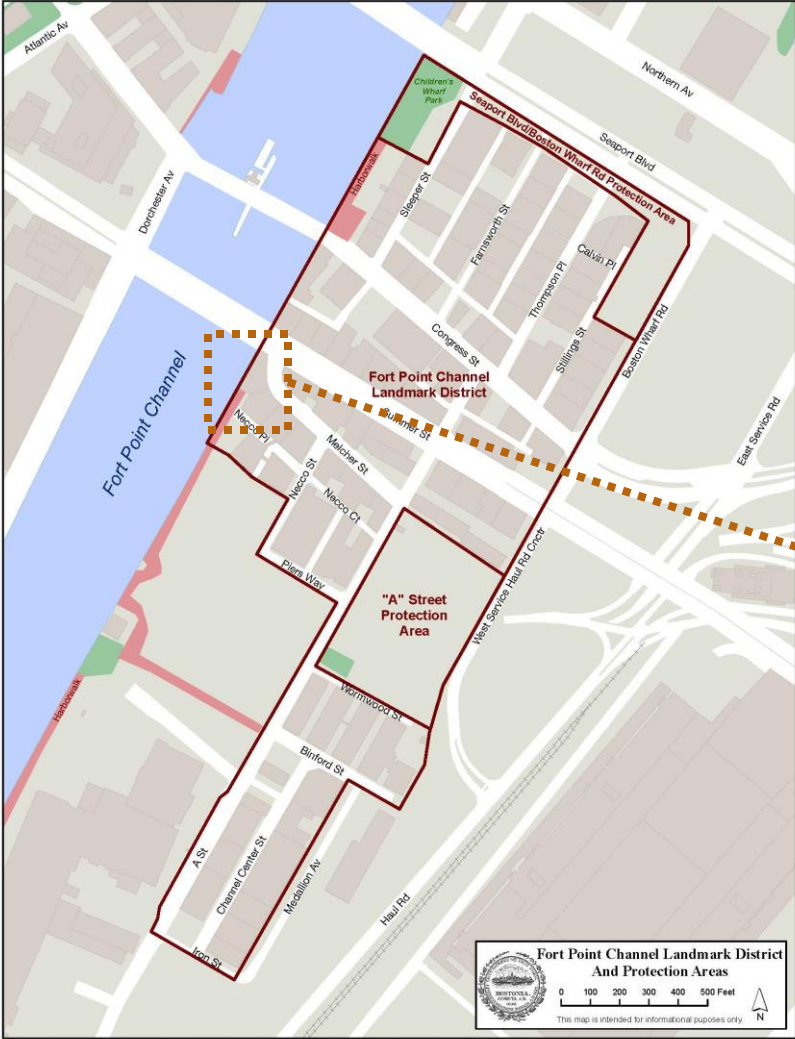 Atlantic Av
Northern Av
Children's
Wharf
Park
Seaport Blvd
Seaport Blvd/Boston Wharf Rd Protection Area
Dorchester Av
Harborwalk
Sleeper St
Farnsworth St
Calvin Pl
Thompson Pl
Stillings St
Boston Wharf Rd
Congress St
Fort Point Channel
Fort Point Channel
Landmark District
Summer St
East Service Rd
Necco Pl
Melcher St
Necco St
Necco Ct
Piers Way
West Service Haul Rd Cnctr
"A" Street
Protection
Area
Harborwalk
Wormwood St
Binford St
A St
Channel Center St
Medallion Av
Haul Rd
Iron St
Fort Point Channel Landmark District
And Protection Areas
0 100 200 300 400 500 Feet
N
This map is intended for informational puposes only.